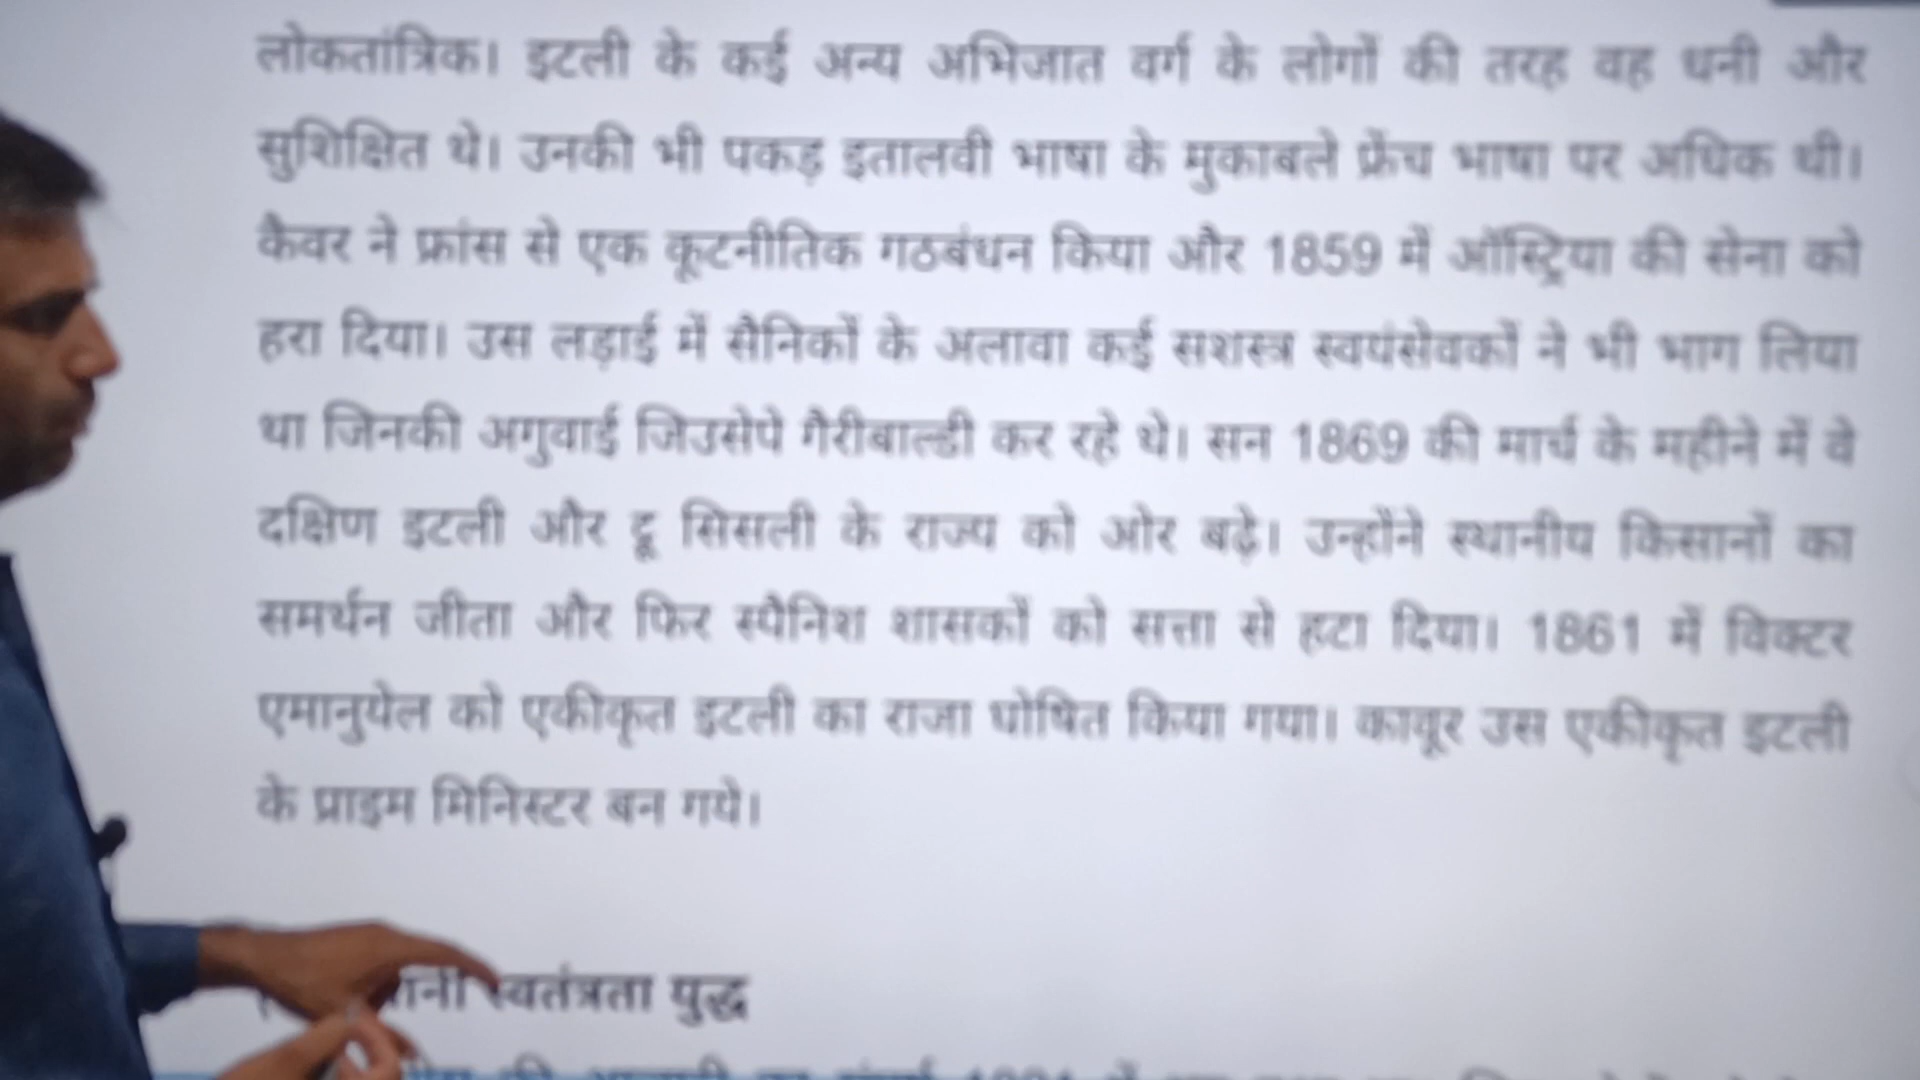 लोकतांत्रिक। इटली के कई अन्य अभिजात वर्ग के लोगों की तरह वह धनी और
सुशिक्षित थे। उनकी भी पकड़ इतालवी भाषा के मुकाबले फ्रेंच भाषा पर अधिक थी।
कैवर ने फ्रांस से एक कूटनीतिक गठबंधन किया और 1859 में ऑस्ट्रिया की सेना को
हरा दिया। उस लड़ाई में सैनिकों के अलावा कई सशस्त्र स्वयंसेवकों ने भी भाग लिया
था जिनकी अगुवाई जिउसेपे गैरीबाल्डी कर रहे थे। सन 1869 की मार्च के महीने में वे
दक्षिण इटली और टू सिसली के राज्य को ओर बढ़े। उन्होंने स्थानीय किसानों का
समर्थन जीता और फिर स्पैनिश शासकों को सत्ता से हटा दिया। 1861 में विक्टर
एमानुयेल को एकीकृत इटली का राजा घोषित किया गया। कावूर उस एकीकृत इटली
के प्राइम मिनिस्टर बन गये।
स्वतंत्रता युद्ध